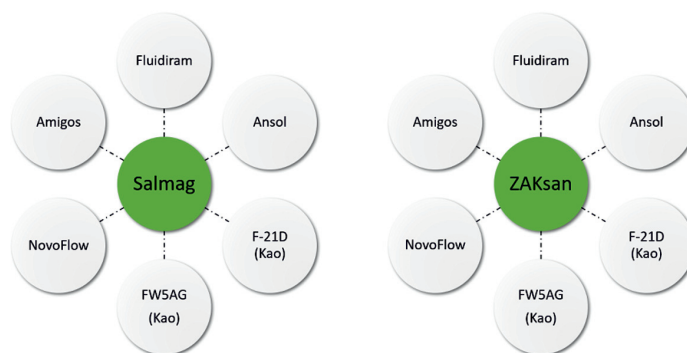 Fluidiram
Amigos
Ansol
Salmag
NovoFlow
F-21D
(Kao)
FW5AG
(Kao)
Fluidiram
Amigos
Ansol
ZAKsan
NovoFlow
F-21D
(Kao)
FW5AG
(Kao)